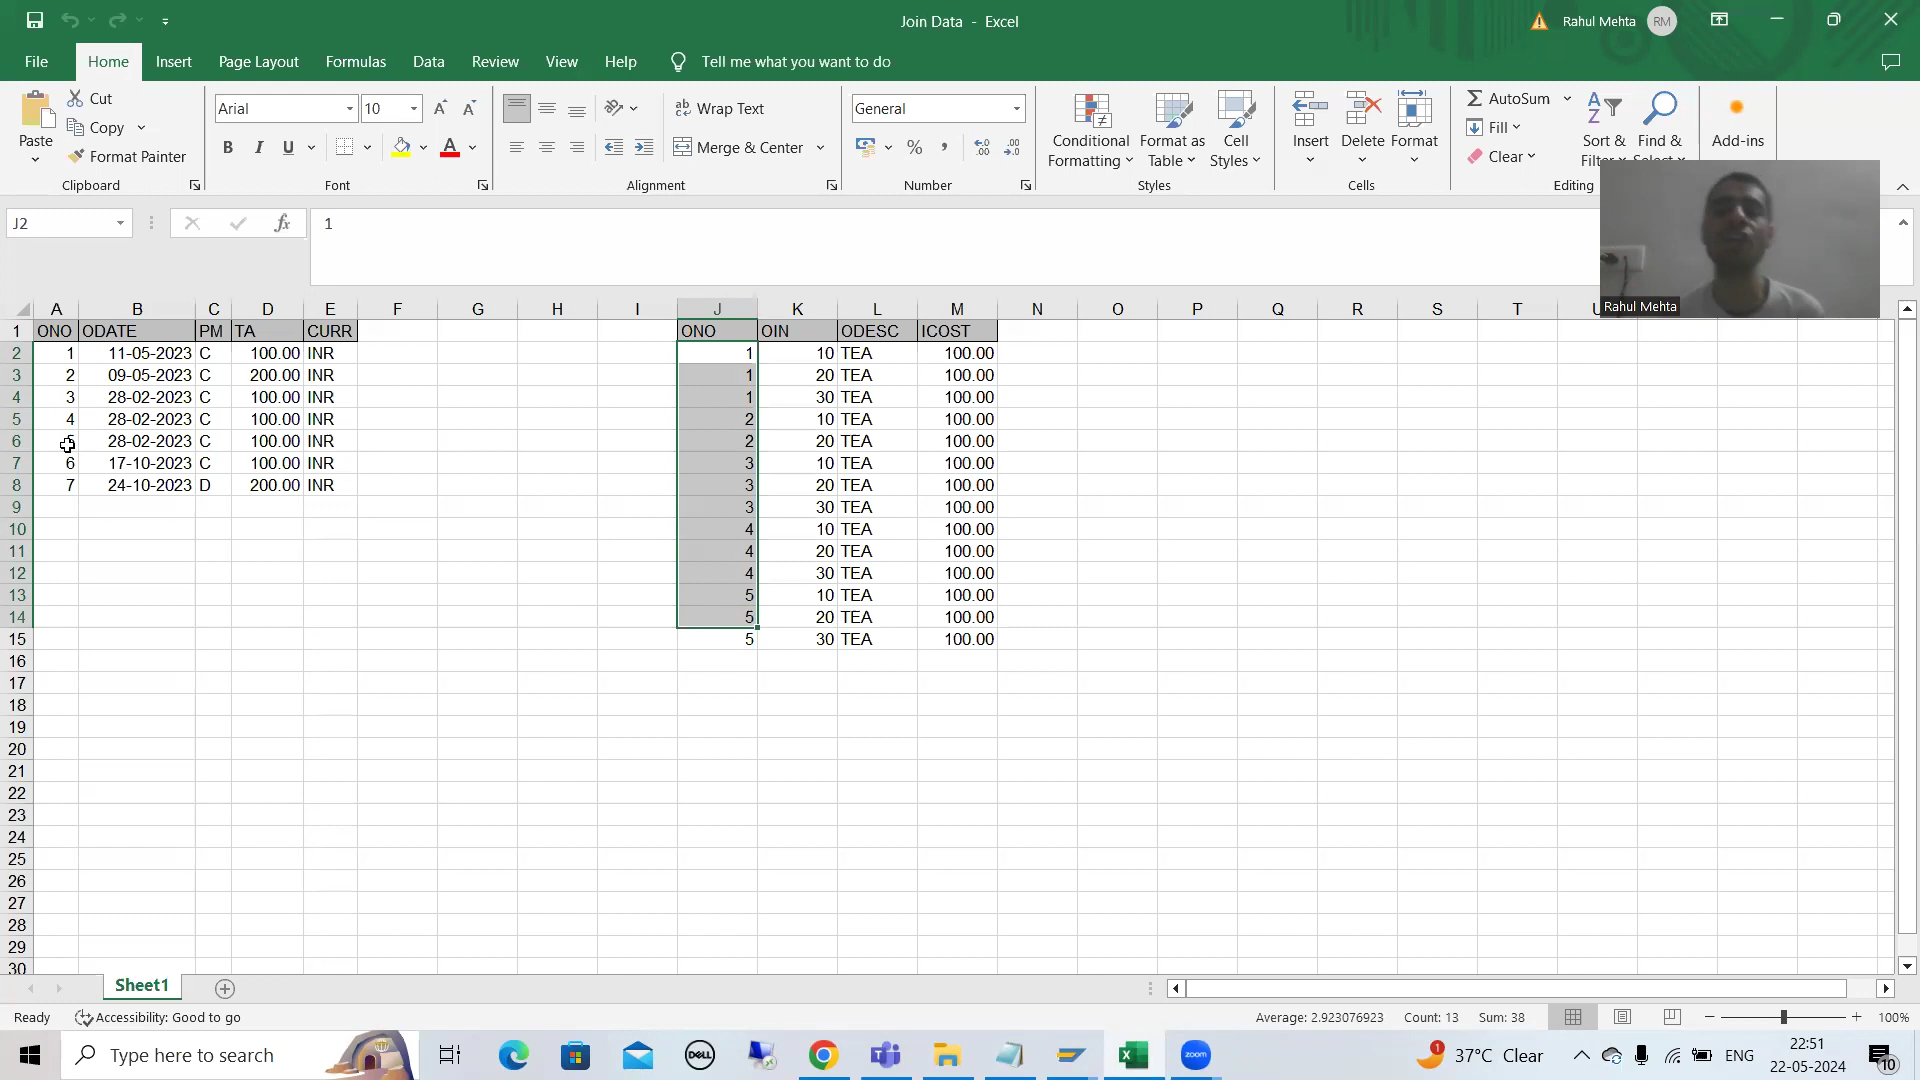 Join Data - Excel
Rahul Mehta
RM
File Home Insert Page Layout Formulas Data Review View Help Tell me what you want to do
Paste
Cut
Copy
Format Painter
Clipboard
Arial 10
B I U A
Font
Wrap Text
Merge & Center
Alignment
General
%
Number
Conditional Formatting
Format as Table
Cell Styles
Styles
Insert
Delete
Format
Cells
AutoSum
Fill
Clear
Sort & Filter
Find & Select
Editing
Add-ins
J2 fx 1
Rahul Mehta
A B C D E F G H I J K L M N O P Q R S T
1 ONO ODATE PM TA CURR ONO OIN ODESC ICOST
2 1 11-05-2023 C 100.00 INR 1 10 TEA 100.00
3 2 09-05-2023 C 200.00 INR 1 20 TEA 100.00
4 3 28-02-2023 C 100.00 INR 1 30 TEA 100.00
5 4 28-02-2023 C 100.00 INR 2 10 TEA 100.00
6 28-02-2023 C 100.00 INR 2 20 TEA 100.00
7 6 17-10-2023 C 100.00 INR 3 10 TEA 100.00
8 7 24-10-2023 D 200.00 INR 3 20 TEA 100.00
9 3 30 TEA 100.00
10 4 10 TEA 100.00
11 4 20 TEA 100.00
12 4 30 TEA 100.00
13 5 10 TEA 100.00
14 5 20 TEA 100.00
15 5 30 TEA 100.00
16
17
18
19
20
21
22
23
24
25
26
27
28
29
30
Sheet1
Ready Accessibility: Good to go Average: 2.923076923 Count: 13 Sum: 38 100%
Type here to search
DELL
zoom
1
37°C Clear
ENG
22:51
22-05-2024
10